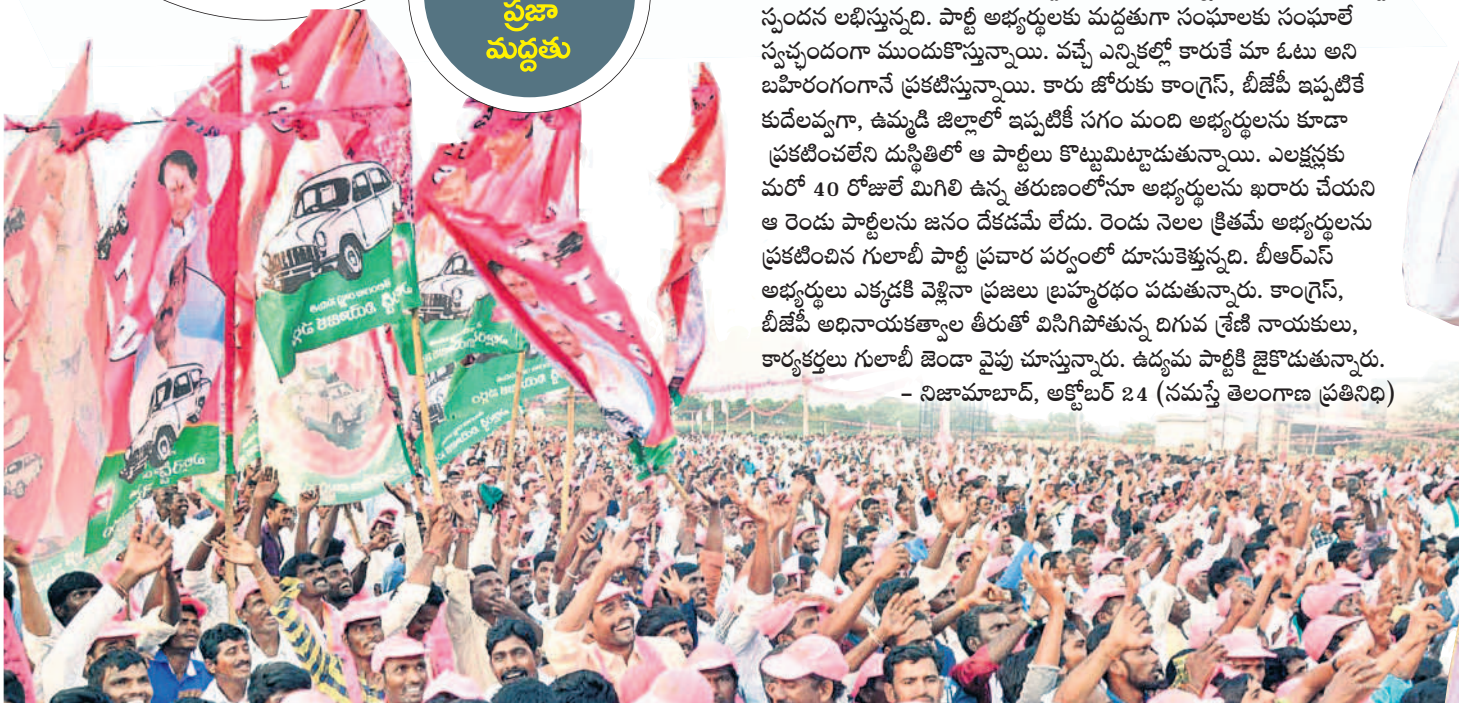 ప్రజా
మద్దతు
స్పందన లభిస్తున్నది. పార్టీ అభ్యర్థులకు మద్దతుగా సంఘాలకు సంఘాలే
స్వచ్ఛందంగా ముందుకొస్తున్నాయి. వచ్చే ఎన్నికల్లో కారుకే మా ఓటు అని
బహిరంగంగానే ప్రకటిస్తున్నాయి. కారు జోరుకు కాంగ్రెస్, బీజేపీ ఇప్పటికే
కుదేలవ్వగా, ఉమ్మడి జిల్లాలో ఇప్పటికీ సగం మంది అభ్యర్థులను కూడా
ప్రకటించలేని దుస్థితిలో ఆ పార్టీలు కొట్టుమిట్టాడుతున్నాయి. ఎలక్షన్లకు
మరో 40 రోజులే మిగిలి ఉన్న తరుణంలోనూ అభ్యర్థులను ఖరారు చేయని
ఆ రెండు పార్టీలను జనం దేకడమే లేదు. రెండు నెలల క్రితమే అభ్యర్థులను
ప్రకటించిన గులాబీ పార్టీ ప్రచార పర్వంలో దూసుకెళ్తున్నది. బీఆర్ఎస్
అభ్యర్థులు ఎక్కడకి వెళ్లినా ప్రజలు బ్రహ్మరథం పడుతున్నారు. కాంగ్రెస్,
బీజేపీ అధినాయకత్వాల తీరుతో విసిగిపోతున్న దిగువ శ్రేణి నాయకులు,
కార్యకర్తలు గులాబీ జెండా వైపు చూస్తున్నారు. ఉద్యమ పార్టీకి జైకొడుతున్నారు.
– నిజామాబాద్, అక్టోబర్ 24 (నమస్తే తెలంగాణ ప్రతినిధి)